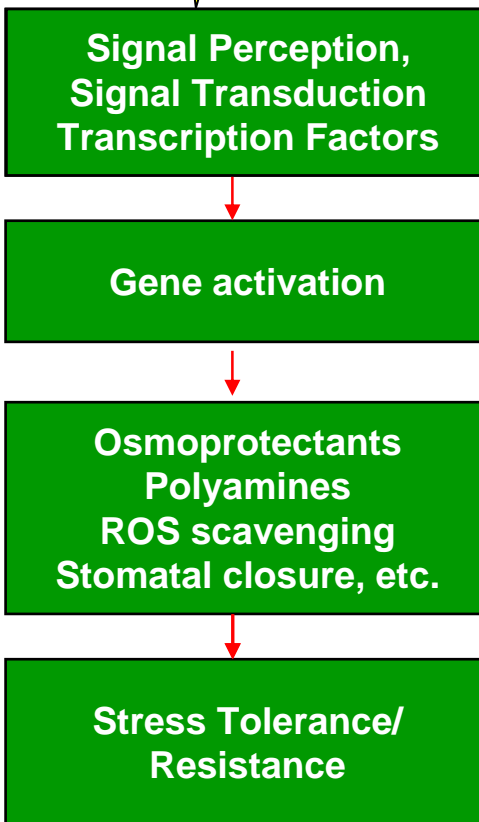 Signal Perception,
Signal Transduction
Transcription Factors
Gene activation
Osmoprotectants
Polyamines
ROS scavenging
Stomatal closure, etc.
Stress Tolerance/
Resistance